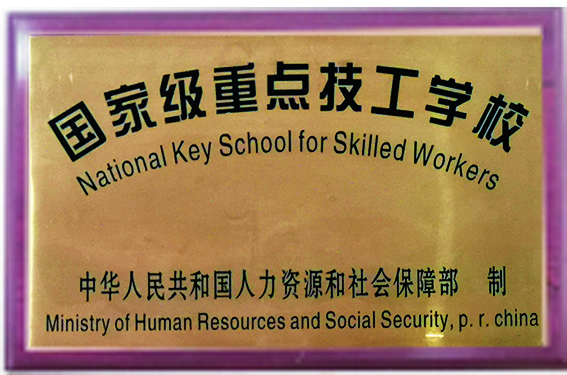 国家级重点技工学校
National Key School for Skilled Workers
中华人民共和国人力资源和社会保障部 制
Ministry of Human Resources and Social Security, p. r. china